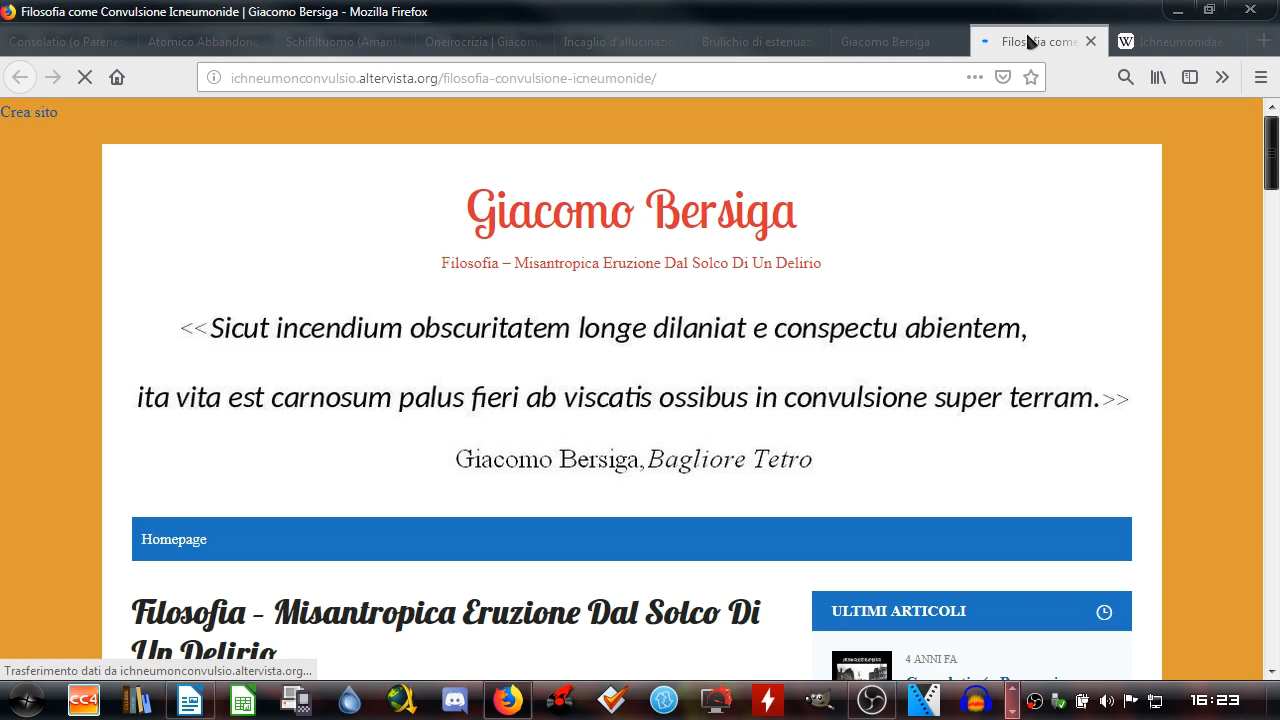 Filosofia come Convulsione Icneumonide | Giacomo Bersiga - Mozilla Firefox
Consolatio (o Parene
Atomico Abbandono
Schifiltuosο (Amant
Oneirocrizia | Giacom
Incaglio d'allucinazio
Brulichio di estenuaz
Giacomo Bersiga
Filosofia come
W Ichneumonidae
ichneumonconvulsio.altervista.org/filosofia-convulsione-icneumonide/
Crea sito
Giacomo Bersiga
Filosofia – Misantropica Eruzione Dal Solco Di Un Delirio
<<Sicut incendium obscuritatem longe dilaniat e conspectu abientem,
ita vita est carnosum palus fieri ab viscatis ossibus in convulsione super terram.>>
Giacomo Bersiga, Bagliore Tetro
Homepage
Filosofia – Misantropica Eruzione Dal Solco Di
Un Delirio
ULTIMI ARTICOLI
MISANTROPIA
4 ANNI FA
Trasferimento dati da ichneumonconvulsio.altervista.org...
CC4
16:23